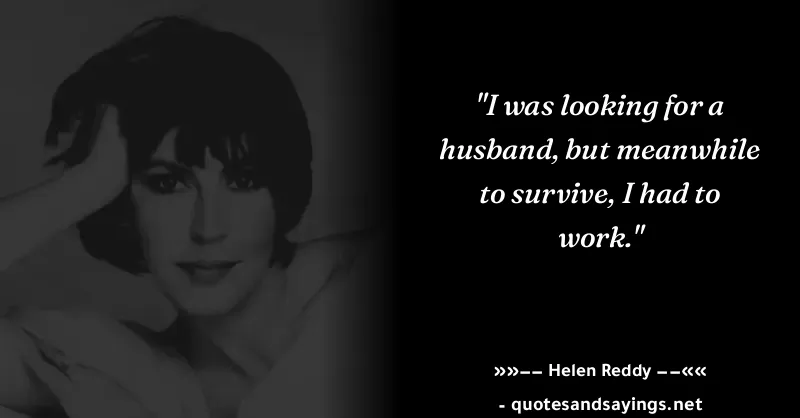 "I was looking for a
husband, but meanwhile
to survive, I had to
work."
»»−− Helen Reddy −−««
- quotesandsayings.net